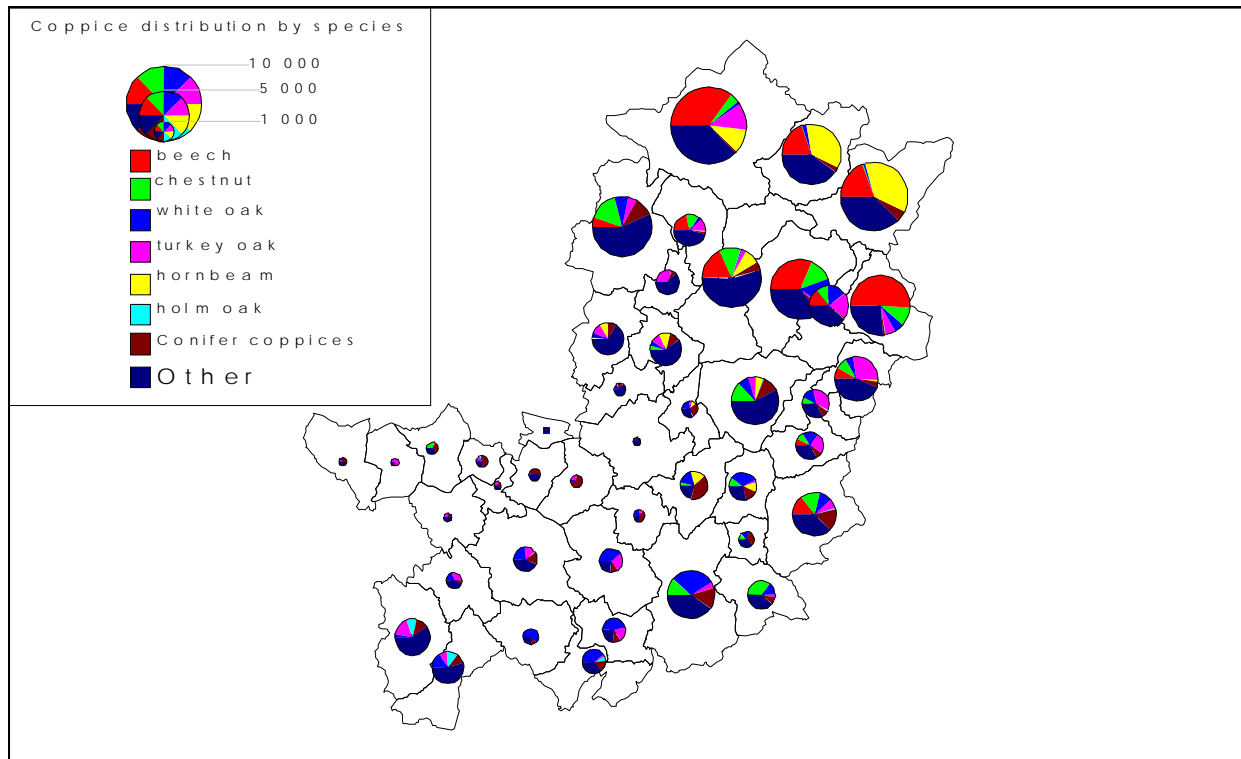 Coppice distribution by species
10 000
5 000
1 000
beech
chestnut
white oak
turkey oak
hornbeam
holm oak
Conifer coppices
Other